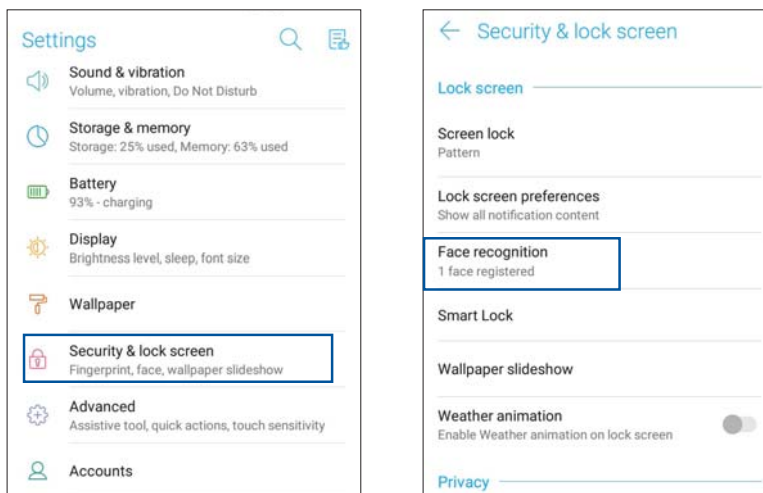 Settings
Sound & vibration
Volume, vibration, Do Not Disturb
Storage & memory
Storage: 25% used, Memory: 63% used
Battery
93% - charging
Display
Brightness level, sleep, font size
Wallpaper
Security & lock screen
Fingerprint, face, wallpaper slideshow
Advanced
Assistive tool, quick actions, touch sensitivity
Accounts
Security & lock screen
Lock screen
Screen lock
Pattern
Lock screen preferences
Show all notification content
Face recognition
1 face registered
Smart Lock
Wallpaper slideshow
Weather animation
Enable Weather animation on lock screen
Privacy